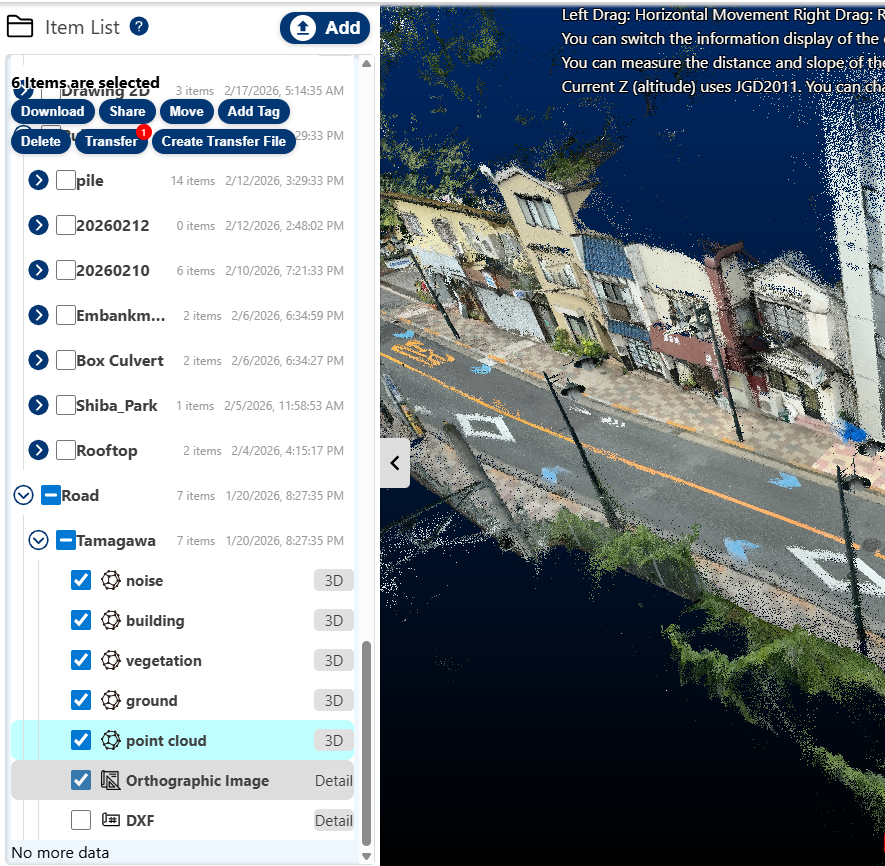 Item List ? Add
6 Items are selected
Drawing 2D 3 items 2/17/2026, 5:14:35 AM
Download Share Move Add Tag
29:33 PM
Delete Transfer 1 Create Transfer File
pile 14 items 2/12/2026, 3:29:33 PM
20260212 0 items 2/12/2026, 2:48:02 PM
20260210 6 items 2/10/2026, 7:21:33 PM
Embankm... 2 items 2/6/2026, 6:34:59 PM
Box Culvert 2 items 2/6/2026, 6:34:27 PM
Shiba_Park 1 items 2/5/2026, 11:58:53 AM
Rooftop 2 items 2/4/2026, 4:15:17 PM
Road 7 items 1/20/2026, 8:27:35 PM
Tamagawa 7 items 1/20/2026, 8:27:35 PM
noise 3D
building 3D
vegetation 3D
ground 3D
point cloud 3D
Orthographic Image Detail
DXF Detail
No more data
Left Drag: Horizontal Movement Right Drag: R
You can switch the information display of the
You can measure the distance and slope of the
Current Z (altitude) uses JGD2011. You can cha